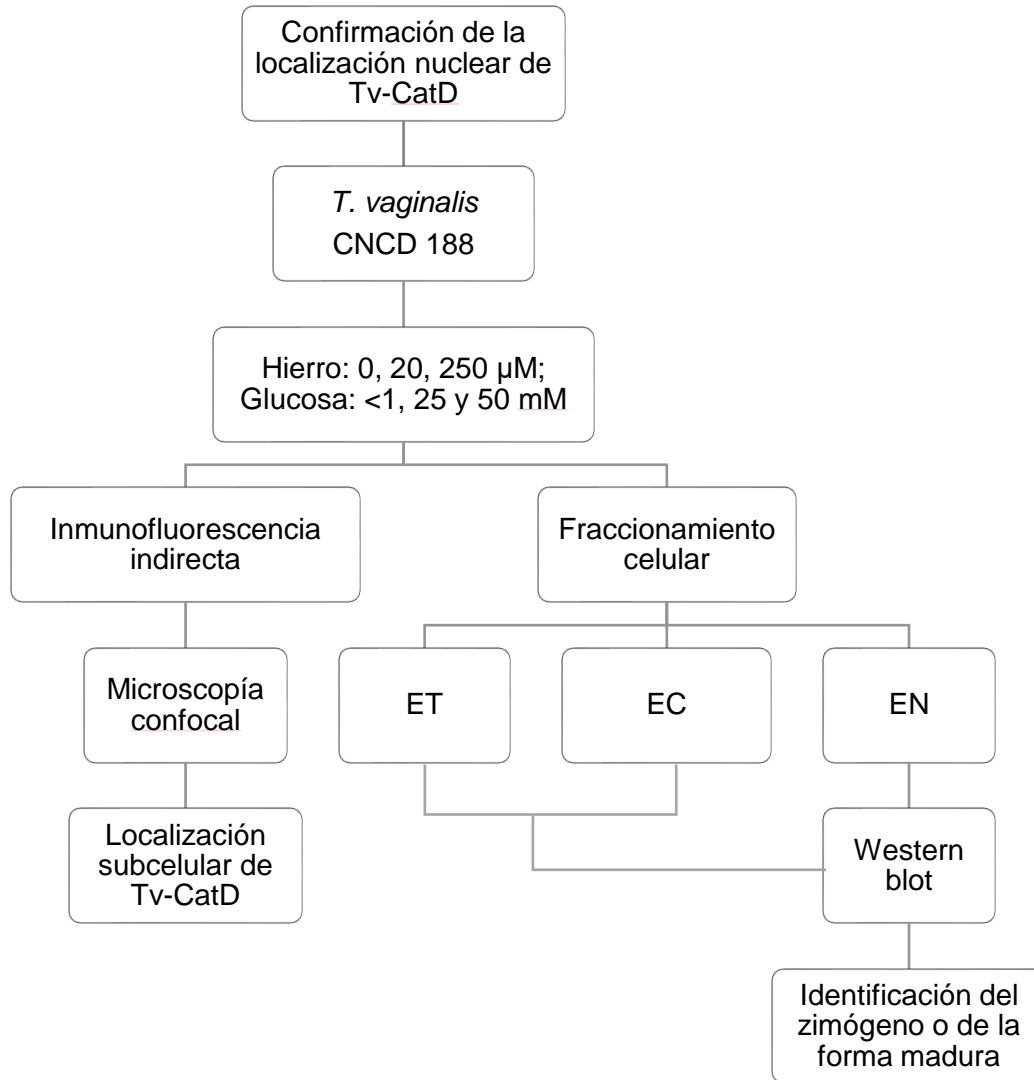 Confirmación de la
localización nuclear de
Tv-CatD
T. vaginalis
CNCD 188
Hierro: 0, 20, 250 µM;
Glucosa: <1, 25 y 50 mM
Inmunofluorescencia
indirecta
Fraccionamiento
celular
Microscopía
confocal
ET
EC
EN
Localización
subcelular de
Tv-CatD
Western
blot
Identificación del
zimógeno o de la
forma madura